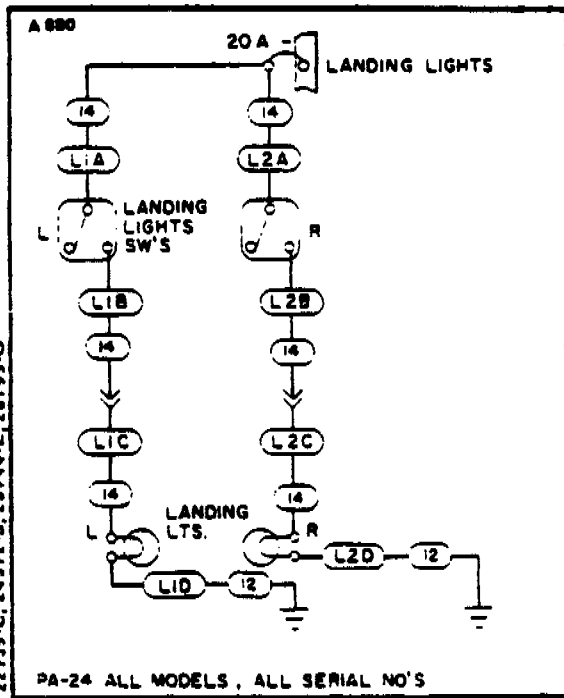 A 880
20 A -
LANDING LIGHTS
14
14
L1A
L2A
L
LANDING
LIGHTS
SW'S
R
L1B
L2B
14
14
L1C
L2C
14
14
L
LANDING
LTS.
R
L2D
12
L1D
12
PA-24 ALL MODELS, ALL SERIAL NO'S